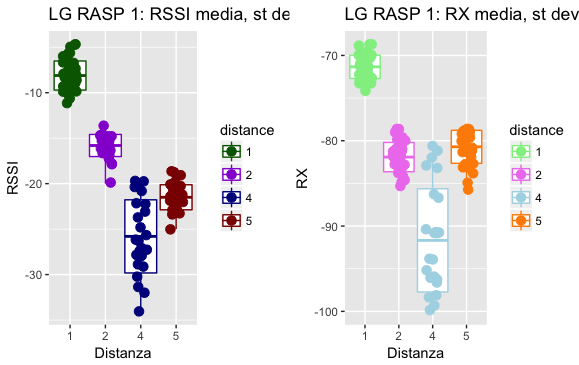 LG RASP 1: RSSI media, st de
RSSI
-10
-20
-30
1
2
4
5
Distanza
distance
1
2
4
5
LG RASP 1: RX media, st dev
RX
-70
-80
-90
-100
1
2
4
5
Distanza
distance
1
2
4
5